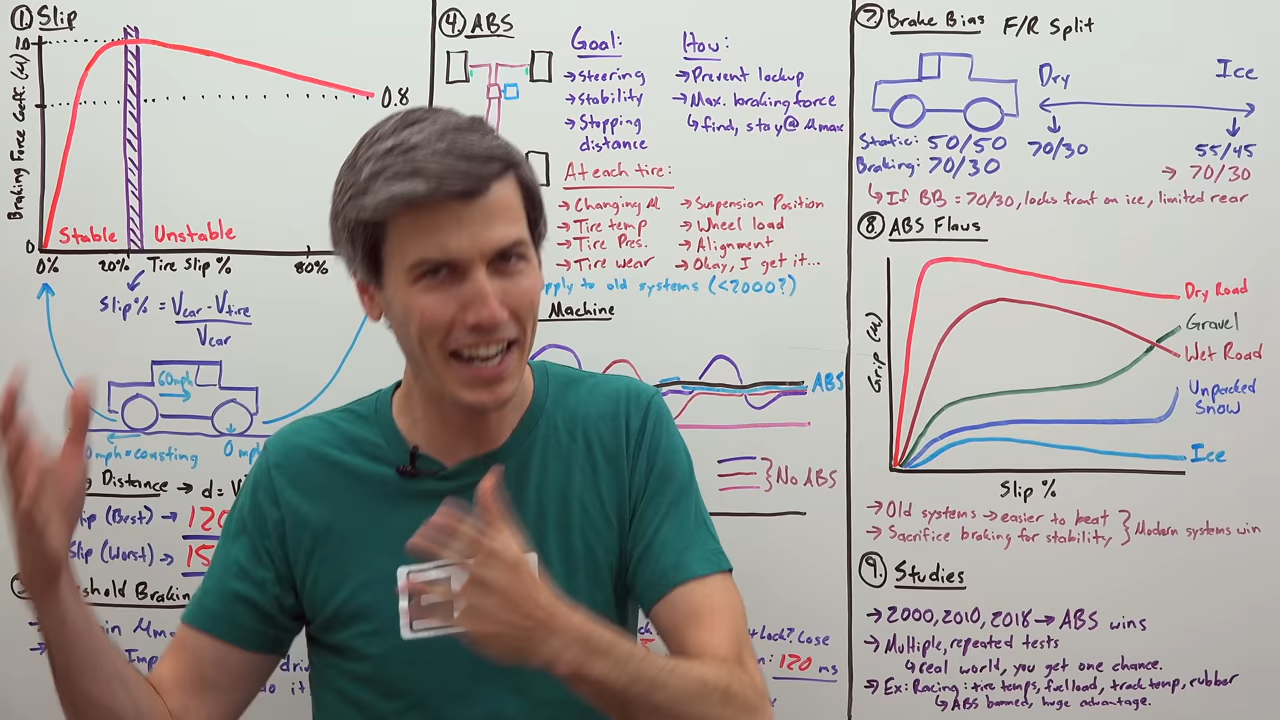 1. Slip
1.0
0.8
Braking Force Coeff. (μ)
Stable
Unstable
0
0%
20%
Tire Slip %
80%
Slip% = Vcar - Vtire
Vcar
60mph
0mph=coasting
0 m
Distance → d= V
lip (Best) →
Slip (Worst) →
Braking
4. ABS
Goal:
→ Steering
→ Stability
→ Stopping
distance
How:
→ Prevent lockup
→ Max. braking force
↳ find, stay @ μmax
At each tire:
→ Changing μ
→ Tire temp
→ Tire Pres.
→ Tire wear
→ Suspension Position
→ Wheel load
→ Alignment
→ Okay, I get it...
pply to old systems (<2000?)
Machine
ABS
No ABS
Lock? Lose
120 ms
7. Brake Bias F/R Split
Dry
Ice
Static: 50/50
Braking: 70/30
70/30
55/45
→ 70/30
↳ If BB = 70/30, locks front on ice, limited rear
8. ABS Flaws
Grip (μ)
Dry Road
Gravel
Wet Road
Unpacked
Snow
Ice
Slip %
→ Old systems → easier to beat
→ Sacrifice braking for stability
} Modern systems win
9. Studies
→ 2000, 2010, 2018 → ABS wins
→ Multiple, repeated tests
↳ real world, you get one chance.
→ Ex: Racing: tire temps, fuel load, track temp, rubber
↳ ABS banned, huge advantage.